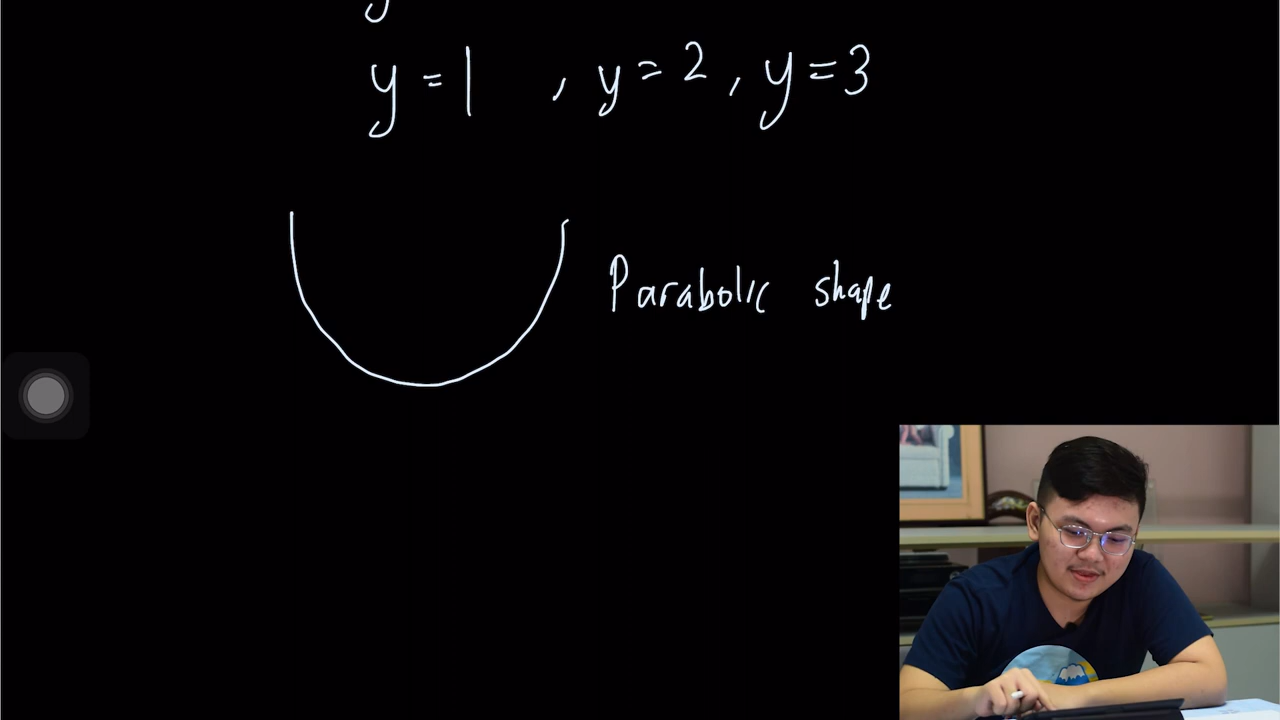 y = 1 , y = 2 , y = 3
Parabolic shape